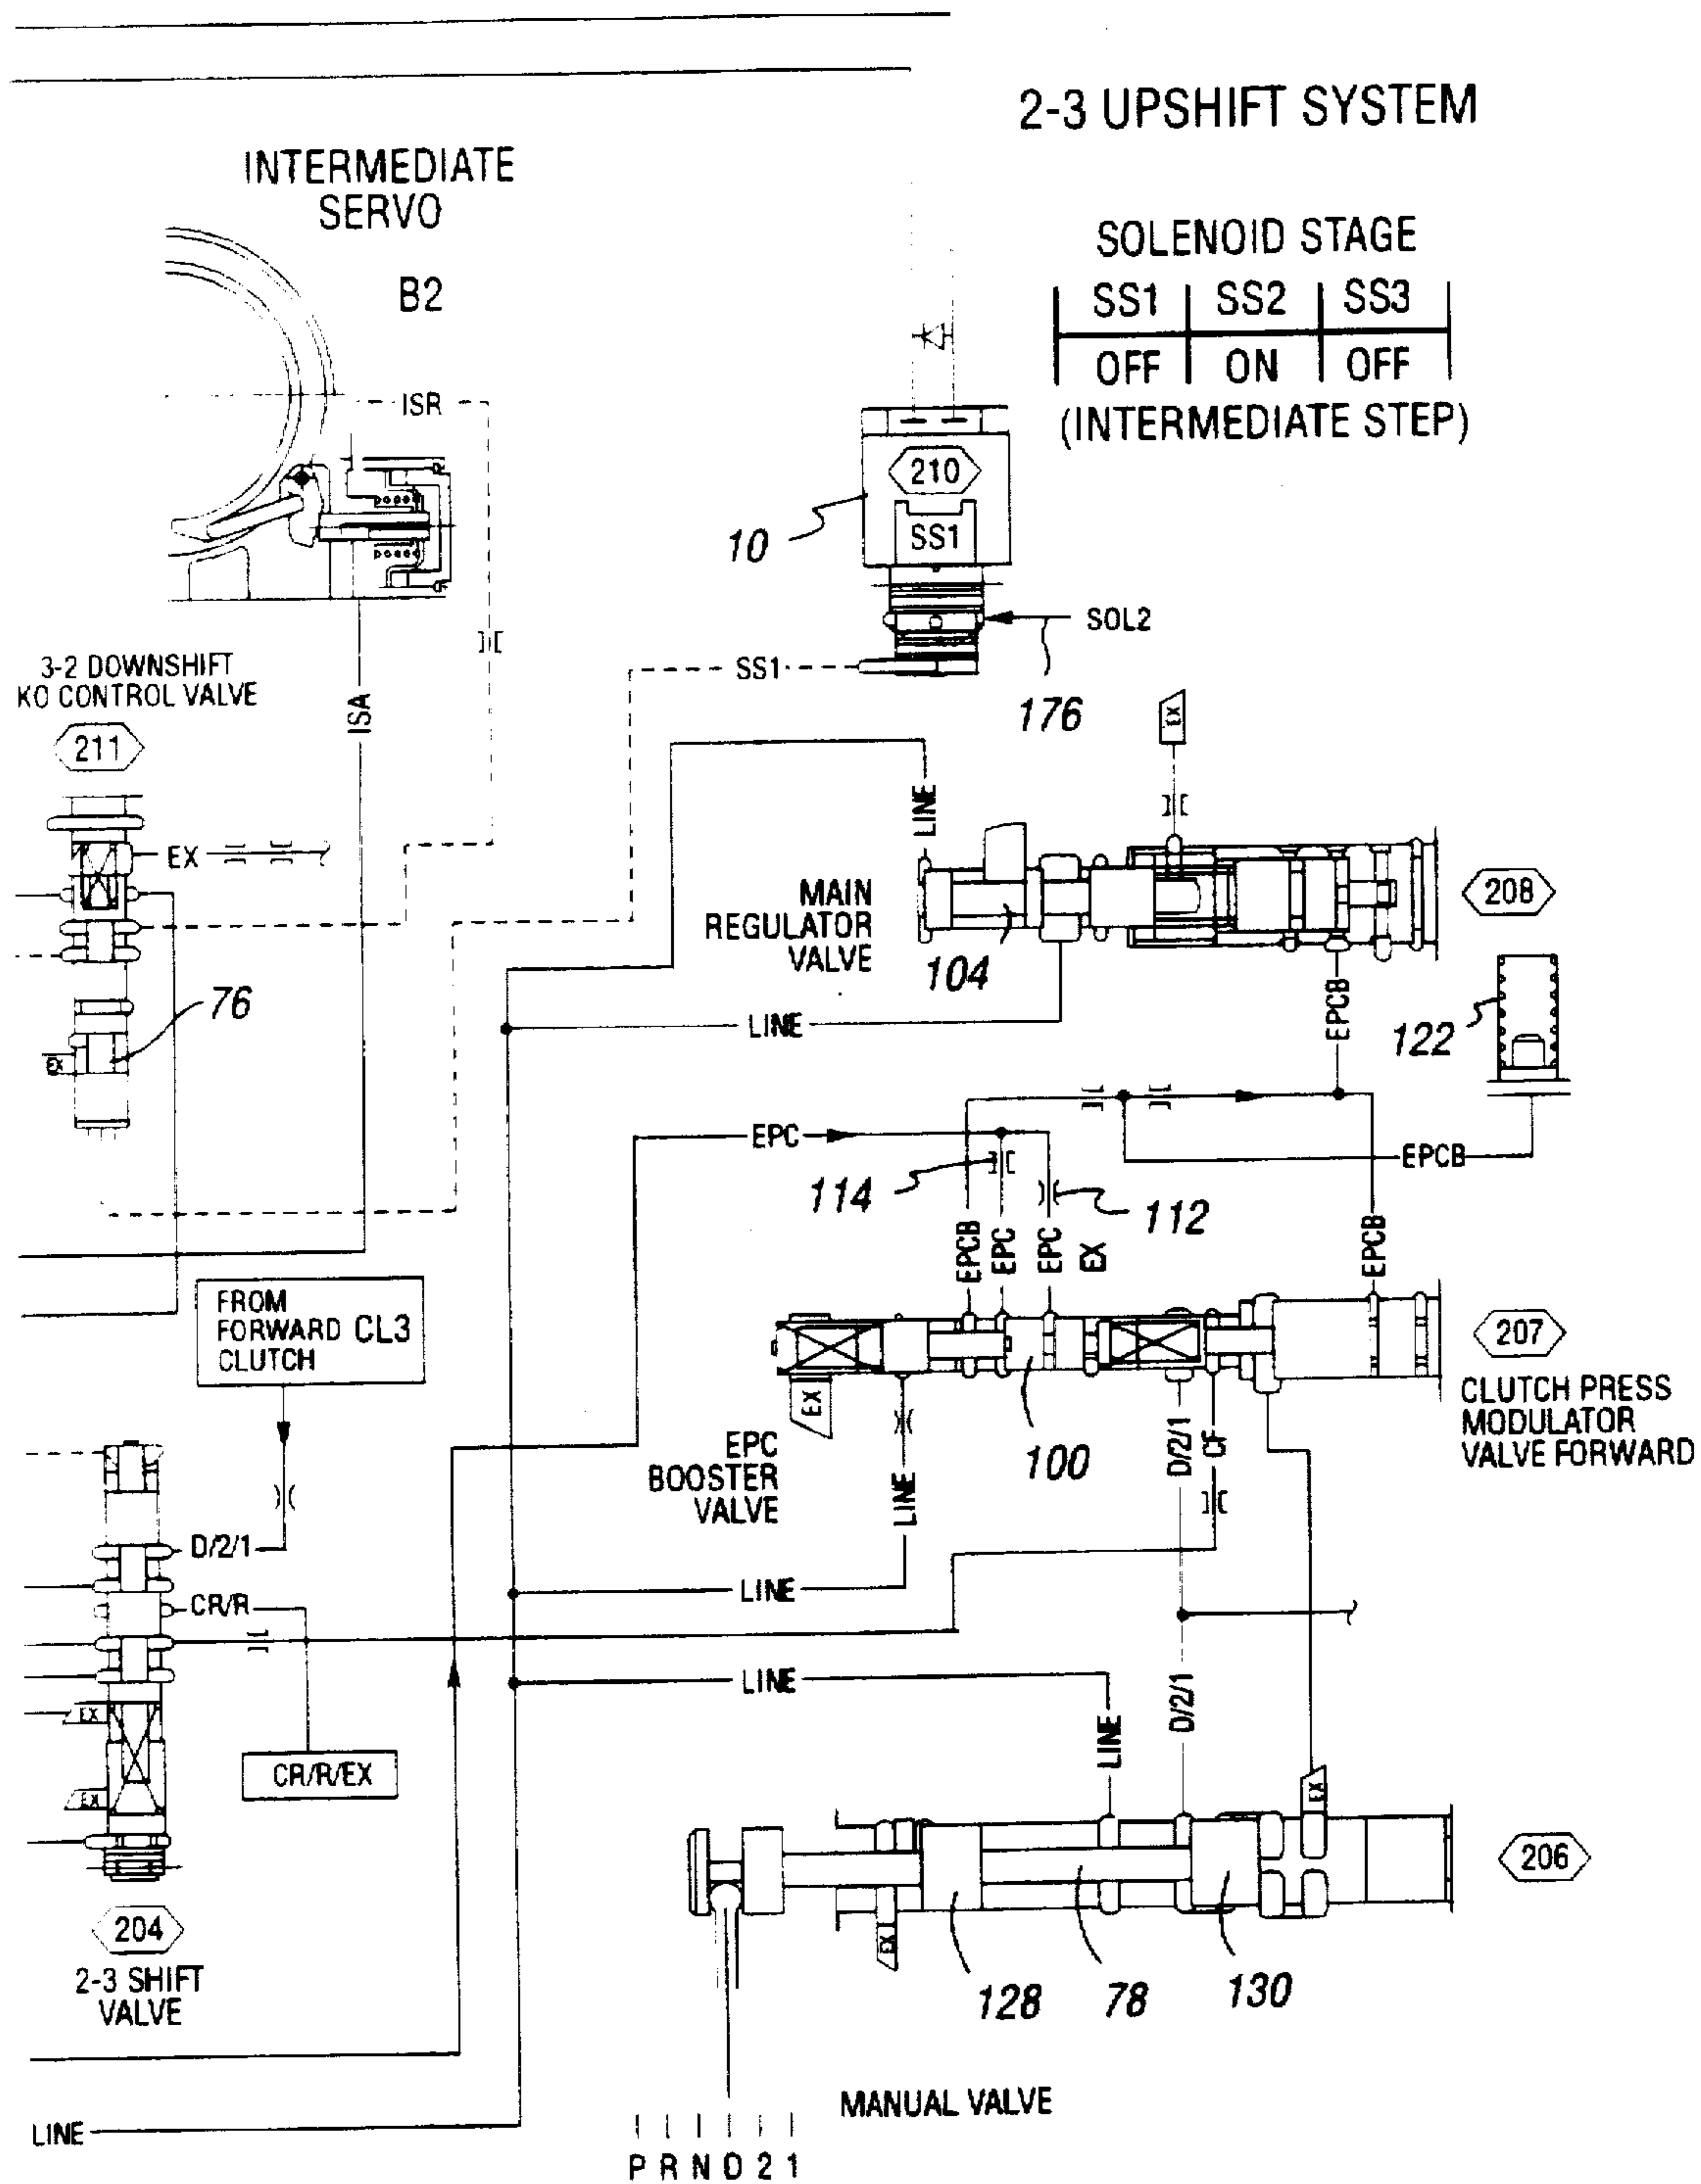 2-3 UPSHIFT SYSTEM
INTERMEDIATE
SERVO
B2
SOLENOID STAGE
SS1 SS2 SS3
OFF ON OFF
(INTERMEDIATE STEP)
ISR
210
10
SS1
SOL2
SS1
176
3-2 DOWNSHIFT
KO CONTROL VALVE
211
ISA
EX
EX
LINE
MAIN
REGULATOR
VALVE
208
104
76
EX
LINE
EPCB
122
EPC
EPCB
114
112
EPCB
EPC
EPC
EX
EPCB
FROM
FORWARD CL3
CLUTCH
207
EX
CLUTCH PRESS
MODULATOR
VALVE FORWARD
EPC
BOOSTER
VALVE
LINE
100
D/2/1
CF
D/2/1
LINE
CR/R
LINE
LINE
D/2/1
EX
CR/R/EX
EX
EX
206
EX
204
2-3 SHIFT
VALVE
128
78
130
MANUAL VALVE
LINE
P R N D 2 1